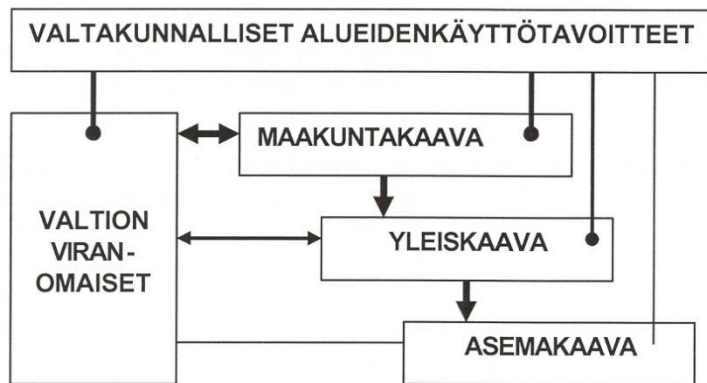 VALTAKUNNALLISET ALUEIDENKÄYTTÖTAVOITTEET
MAAKUNTAKAAVA
VALTION
VIRAN-
OMAISET
YLEISKAAVA
ASEMAKAAVA